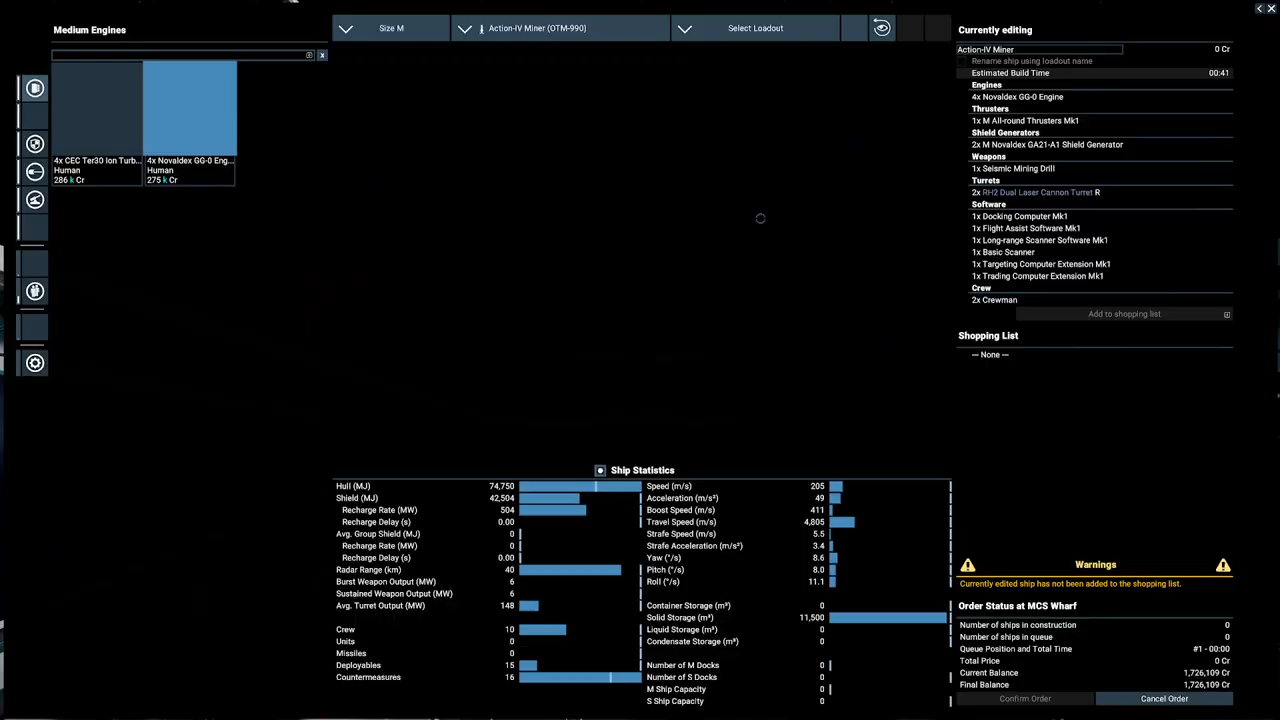 Medium Engines
x
4x CEC Ter30 Ion Turb...
Human
286 k Cr
4x Novaldex GG-0 Eng...
Human
275 k Cr
Size M
Action-IV Miner (OTM-990)
Select Loadout
Currently editing
Action-IV Miner 0 Cr
Rename ship using loadout name
Estimated Build Time 00:41
Engines
4x Novaldex GG-0 Engine
Thrusters
1x M All-round Thrusters Mk1
Shield Generators
2x M Novaldex GA21-A1 Shield Generator
Weapons
1x Seismic Mining Drill
Turrets
2x RH2 Dual Laser Cannon Turret R
Software
1x Docking Computer Mk1
1x Flight Assist Software Mk1
1x Long-range Scanner Software Mk1
1x Basic Scanner
1x Targeting Computer Extension Mk1
1x Trading Computer Extension Mk1
Crew
2x Crewman
Add to shopping list
Shopping List
--- None ---
Ship Statistics
Hull (MJ) 74,750
Shield (MJ) 42,504
Recharge Rate (MW) 504
Recharge Delay (s) 0.00
Avg. Group Shield (MJ) 0
Recharge Rate (MW) 0
Recharge Delay (s) 0.00
Radar Range (km) 40
Burst Weapon Output (MW) 6
Sustained Weapon Output (MW) 6
Avg. Turret Output (MW) 148
Crew 10
Units 0
Missiles 0
Deployables 15
Countermeasures 16
Speed (m/s) 205
Acceleration (m/s²) 49
Boost Speed (m/s) 411
Travel Speed (m/s) 4,805
Strafe Speed (m/s) 5.5
Strafe Acceleration (m/s²) 3.4
Yaw (°/s) 8.6
Pitch (°/s) 8.0
Roll (°/s) 11.1
Container Storage (m³) 0
Solid Storage (m³) 11,500
Liquid Storage (m³) 0
Condensate Storage (m³) 0
Number of M Docks 0
Number of S Docks 0
M Ship Capacity 0
S Ship Capacity 0
Warnings
Currently edited ship has not been added to the shopping list.
Order Status at MCS Wharf
Number of ships in construction 0
Number of ships in queue 0
Queue Position and Total Time #1 - 00:00
Total Price 0 Cr
Current Balance 1,726,109 Cr
Final Balance 1,726,109 Cr
Confirm Order
Cancel Order